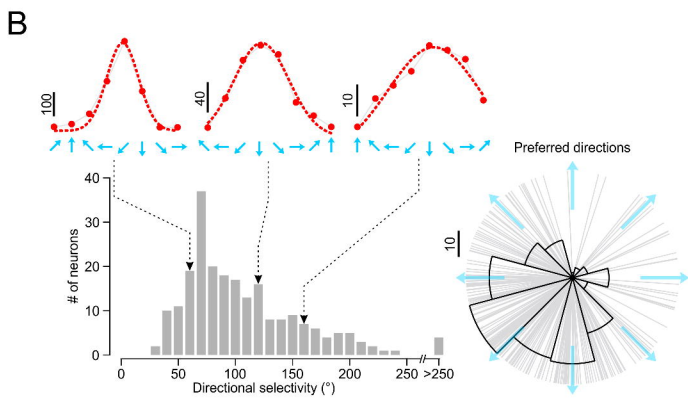 B
100
40
10
Preferred directions
10
# of neurons
40
30
20
10
0
0 50 100 150 200 250 >250
Directional selectivity (°)